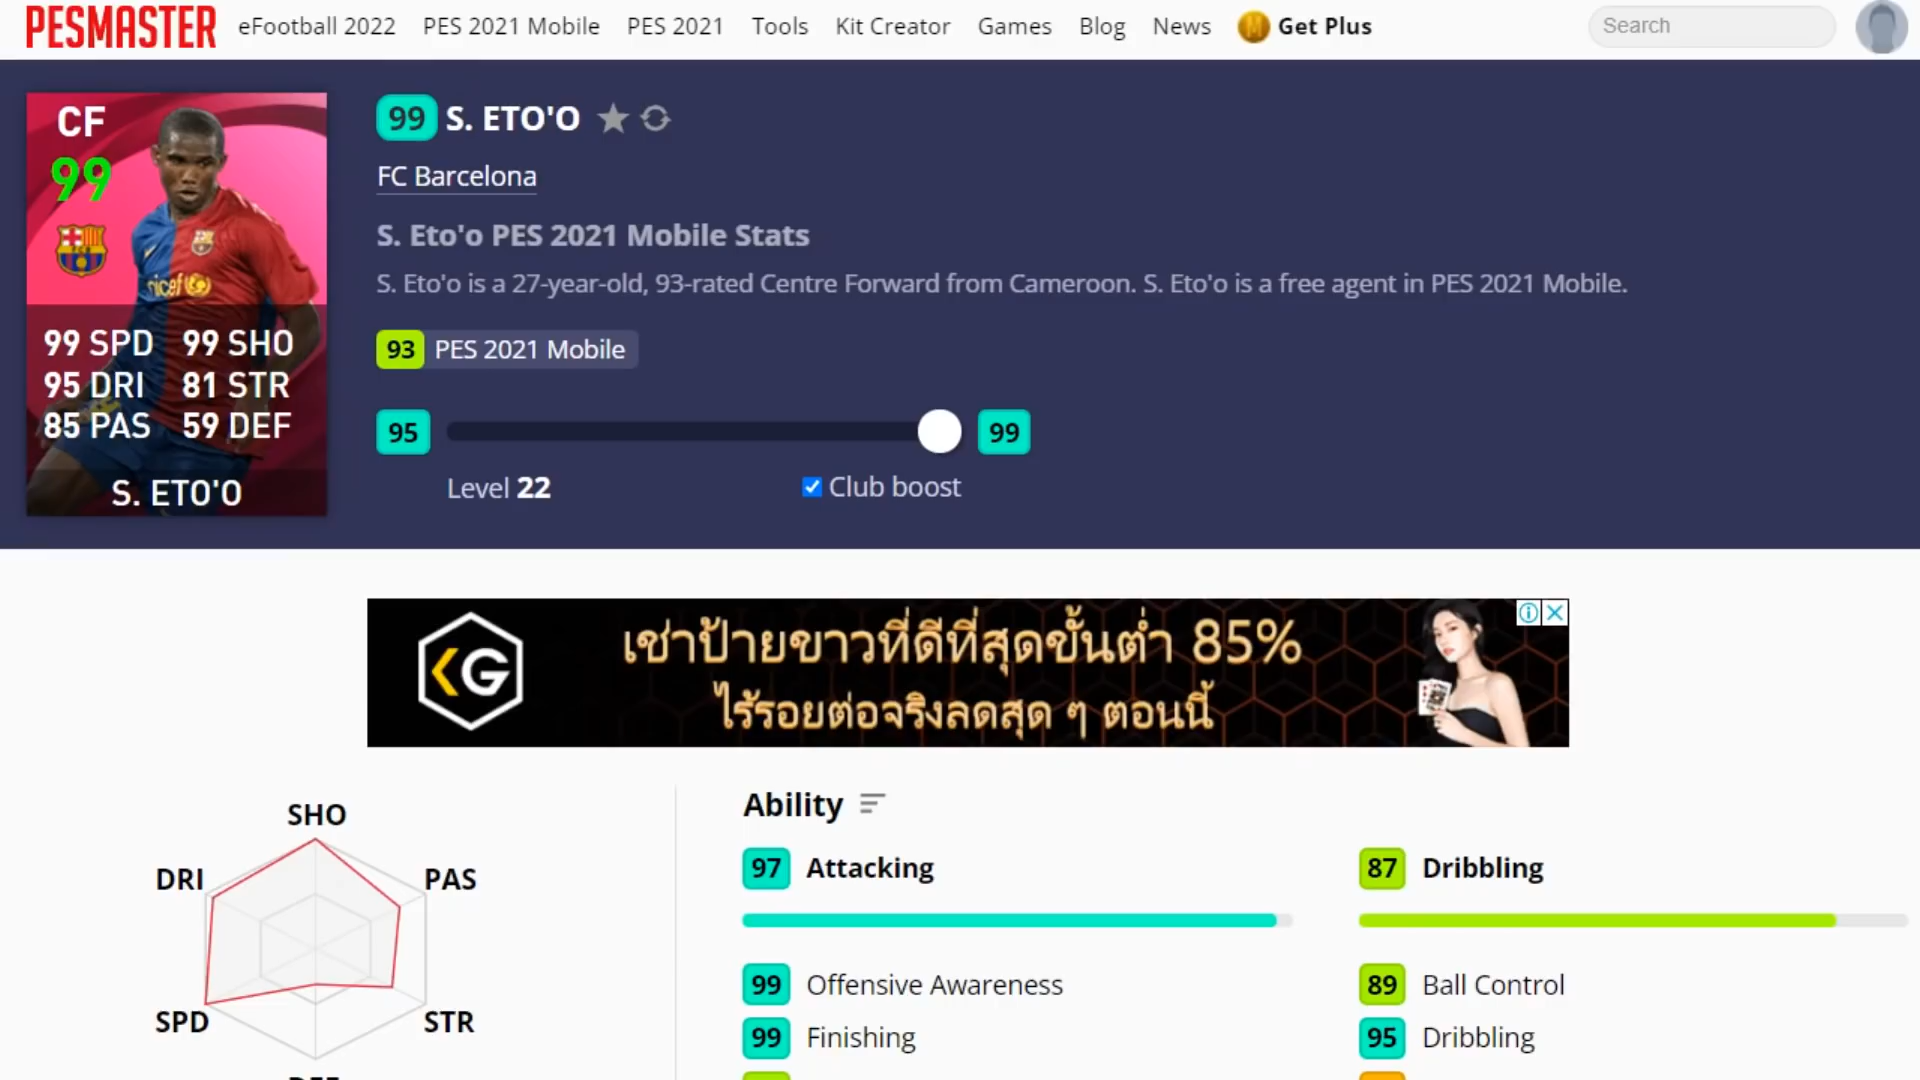 PESMASTER eFootball 2022 PES 2021 Mobile PES 2021 Tools Kit Creator Games Blog News Get Plus Search
CF
99
99 SPD 99 SHO
95 DRI 81 STR
85 PAS 59 DEF
S. ETO'O
99 S. ETO'O
FC Barcelona
S. Eto'o PES 2021 Mobile Stats
S. Eto'o is a 27-year-old, 93-rated Centre Forward from Cameroon. S. Eto'o is a free agent in PES 2021 Mobile.
93 PES 2021 Mobile
95 99
Level 22 Club boost
KG
เช่าป้ายขาวที่ดีที่สุดขั้นต่ำ 85%
ไร้รอยต่อจริงลดสุด ๆ ตอนนี้
SHO
DRI PAS
SPD STR
Ability
97 Attacking
99 Offensive Awareness
99 Finishing
87 Dribbling
89 Ball Control
95 Dribbling